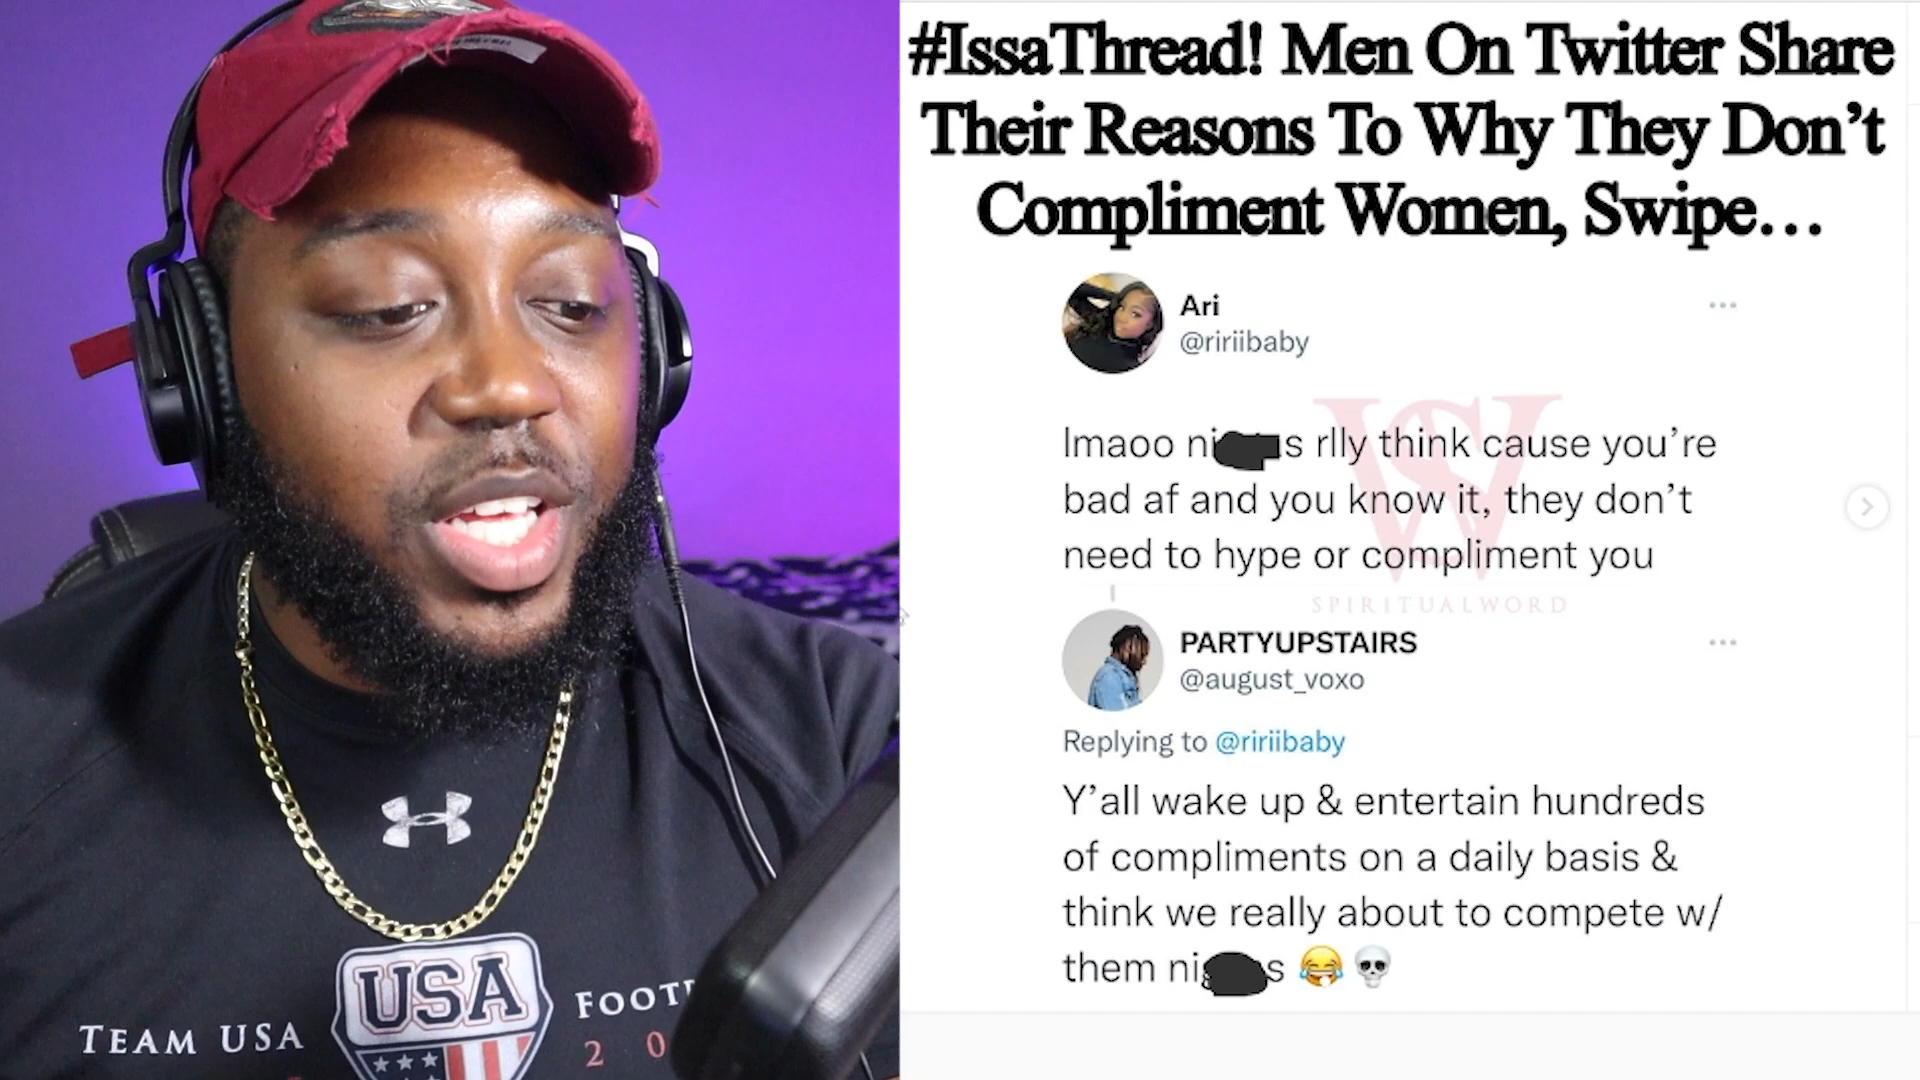 #IssaThread! Men On Twitter Share
Their Reasons To Why They Don't
Compliment Women, Swipe...
Ari
@ririibaby
lmaoo ni s rlly think cause you're
bad af and you know it, they don't
need to hype or compliment you
SPIRITUALWORD
PARTYUPSTAIRS
@august_voxo
Replying to @ririibaby
Y'all wake up & entertain hundreds
of compliments on a daily basis &
think we really about to compete w/
them nig s 😂💀
USA
TEAM USA
FOOT
2 0